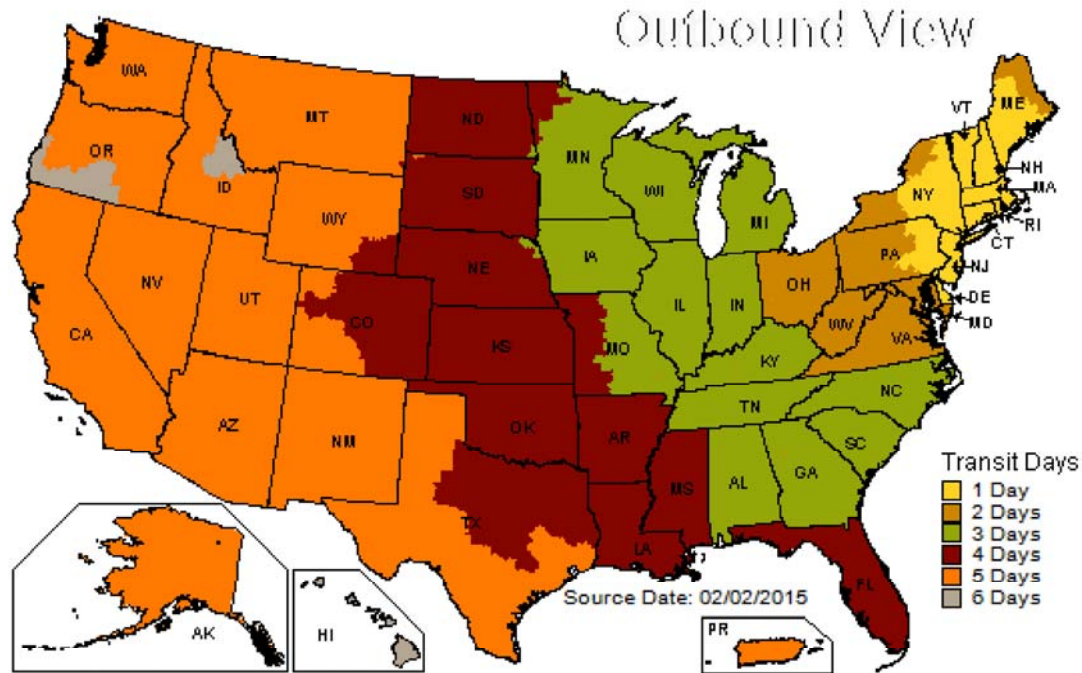 Outbound View
WA
MT
ND
OR
ID
MN
VT
ME
NH
MA
NY
RI
CT
WI
SD
WY
MI
IA
PA
NJ
NE
NV
UT
CA
CO
OH
DE
MD
IL
IN
WV
VA
KS
MO
KY
NC
TN
AZ
NM
OK
AR
SC
MS
AL
GA
TX
LA
FL
Transit Days
1 Day
2 Days
3 Days
4 Days
5 Days
6 Days
Source Date: 02/02/2015
AK
HI
PR